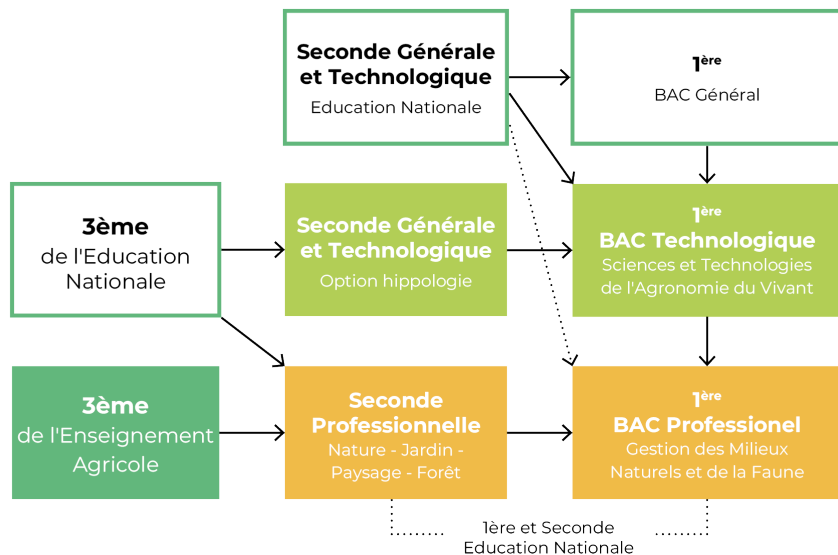 Seconde Générale
et Technologique
Education Nationale
1ère
BAC Général
3ème
de l'Education
Nationale
Seconde Générale
et Technologique
Option hippologie
1ère
BAC Technologique
Sciences et Technologies
de l'Agronomie du Vivant
3ème
de l'Enseignement
Agricole
Seconde
Professionnelle
Nature - Jardin -
Paysage - Forêt
1ère
BAC Professionel
Gestion des Milieux
Naturels et de la Faune
1ère et Seconde
Education Nationale